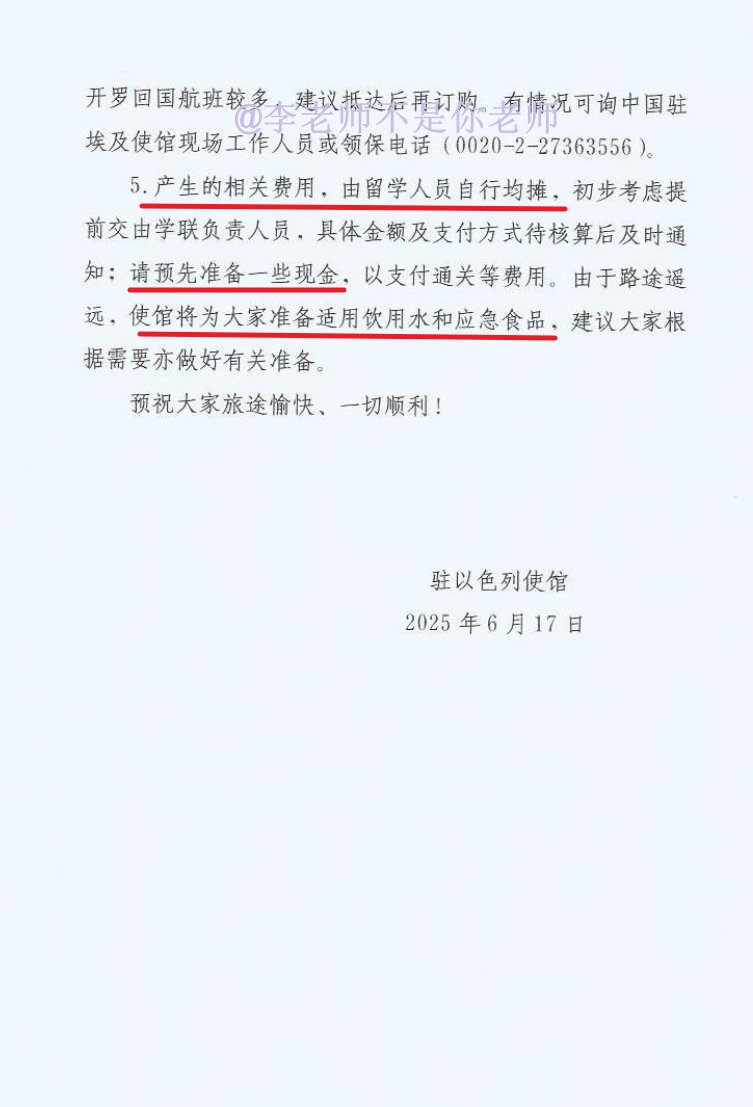 开罗回国航班较多，建议抵达后再订购。有情况可询中国驻
@李老师不是你老师
埃及使馆现场工作人员或领保电话（0020-2-27363556）。
5.产生的相关费用，由留学人员自行均摊，初步考虑提
前交由学联负责人员，具体金额及支付方式待核算后及时通
知；请预先准备一些现金，以支付通关等费用。由于路途遥
远，使馆将为大家准备适用饮用水和应急食品，建议大家根
据需要亦做好有关准备。
预祝大家旅途愉快、一切顺利！
驻以色列使馆
2025年6月17日